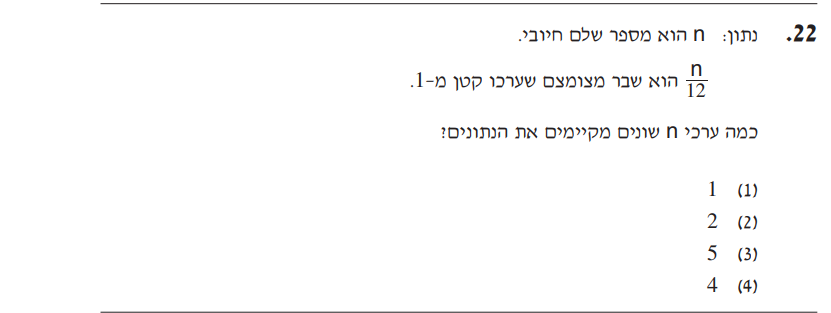 22. נתון: n הוא מספר שלם חיובי.
n/12 הוא שבר מצומצם שערכו קטן מ-1.
כמה ערכי n שונים מקיימים את הנתונים?
(1) 1
(2) 2
(3) 5
(4) 4